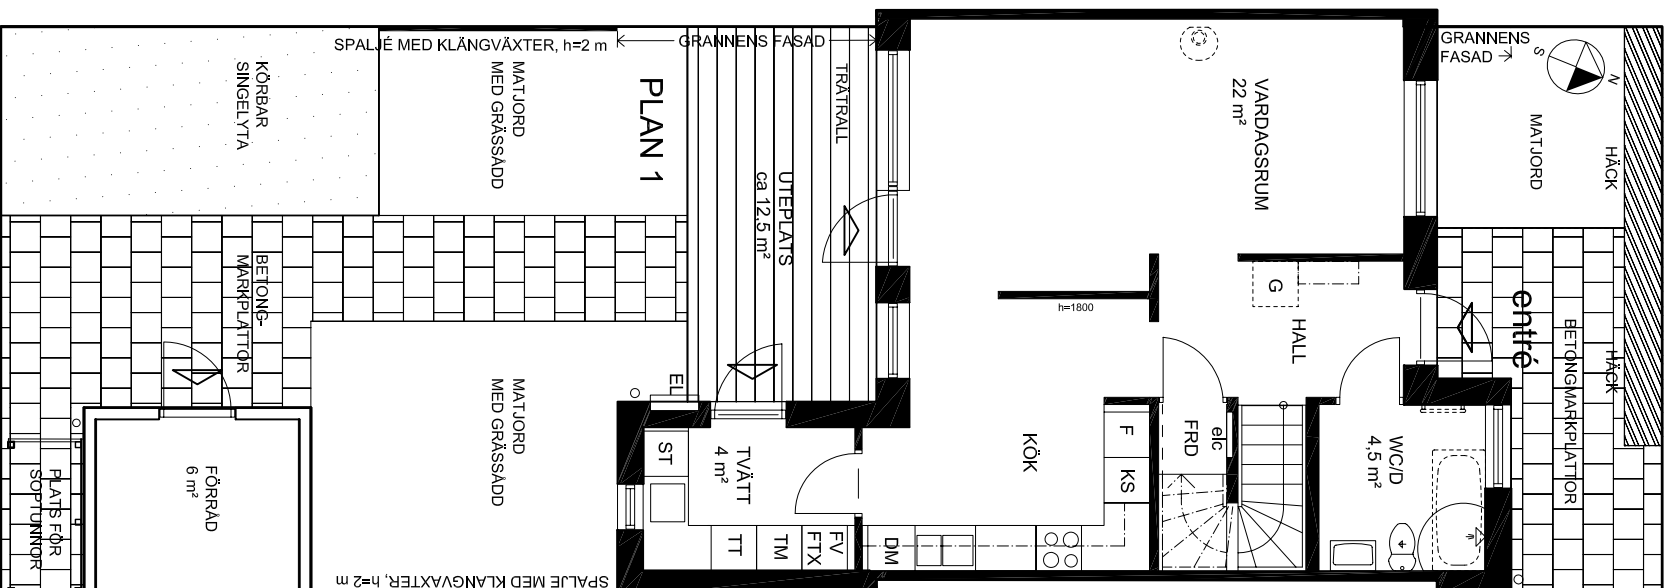 SPALJÉ MED KLÄNGVÄXTER, h=2 m
GRANNENS FASAD
GRANNENS
FASAD
S
N
KÖRBAR
SINGELYTA
MATJORD
MED GRÄSSÅDD
PLAN 1
TRÄTRALL
UTEPLATS
ca 12,5 m²
VARDAGSRUM
22 m²
MATJORD
HÄCK
BETONG-
MARKPLATTOR
h=1800
G
HALL
entré
BETONGMARKPLATTOR
HÄCK
EL
MATJORD
MED GRÄSSÅDD
PLATS FÖR
SOPTUNNOR
FÖRRÅD
6 m²
ST
TVÄTT
4 m²
TT
TM
FV
FTX
DM
KÖK
F
KS
elc
FRD
WC/D
4,5 m²
SPALJÉ MED KLÄNGVÄXTER, h=2 m